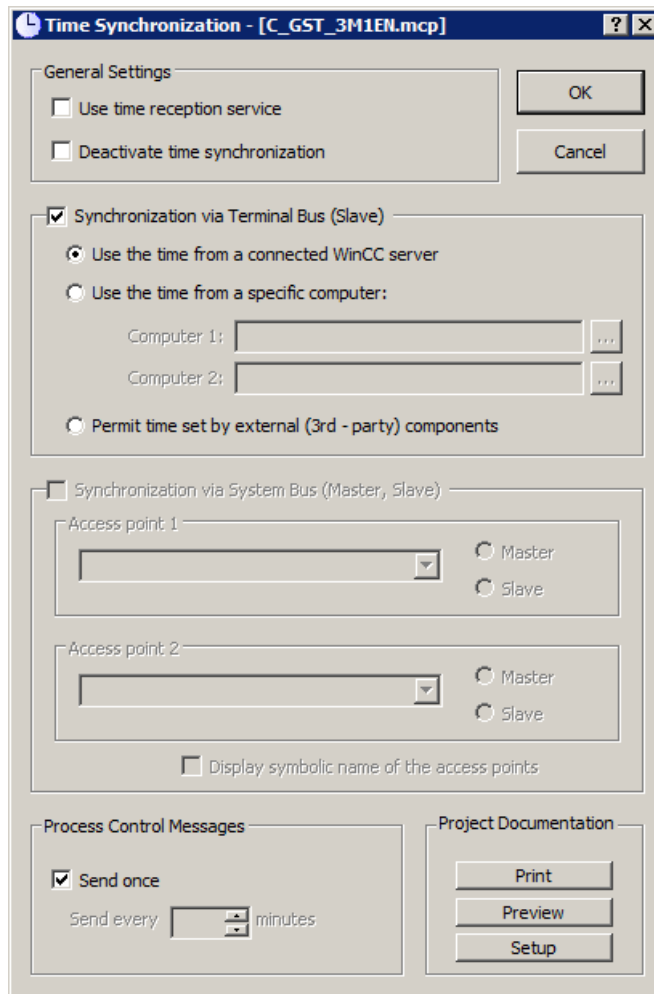 Time Synchronization - [C_GST_3M1EN.mcp]
General Settings
Use time reception service
Deactivate time synchronization
OK
Cancel
Synchronization via Terminal Bus (Slave)
Use the time from a connected WinCC server
Use the time from a specific computer:
Computer 1:
...
Computer 2:
...
Permit time set by external (3rd - party) components
Synchronization via System Bus (Master, Slave)
Access point 1
Master
Slave
Access point 2
Master
Slave
Display symbolic name of the access points
Process Control Messages
Send once
Send every minutes
Project Documentation
Print
Preview
Setup